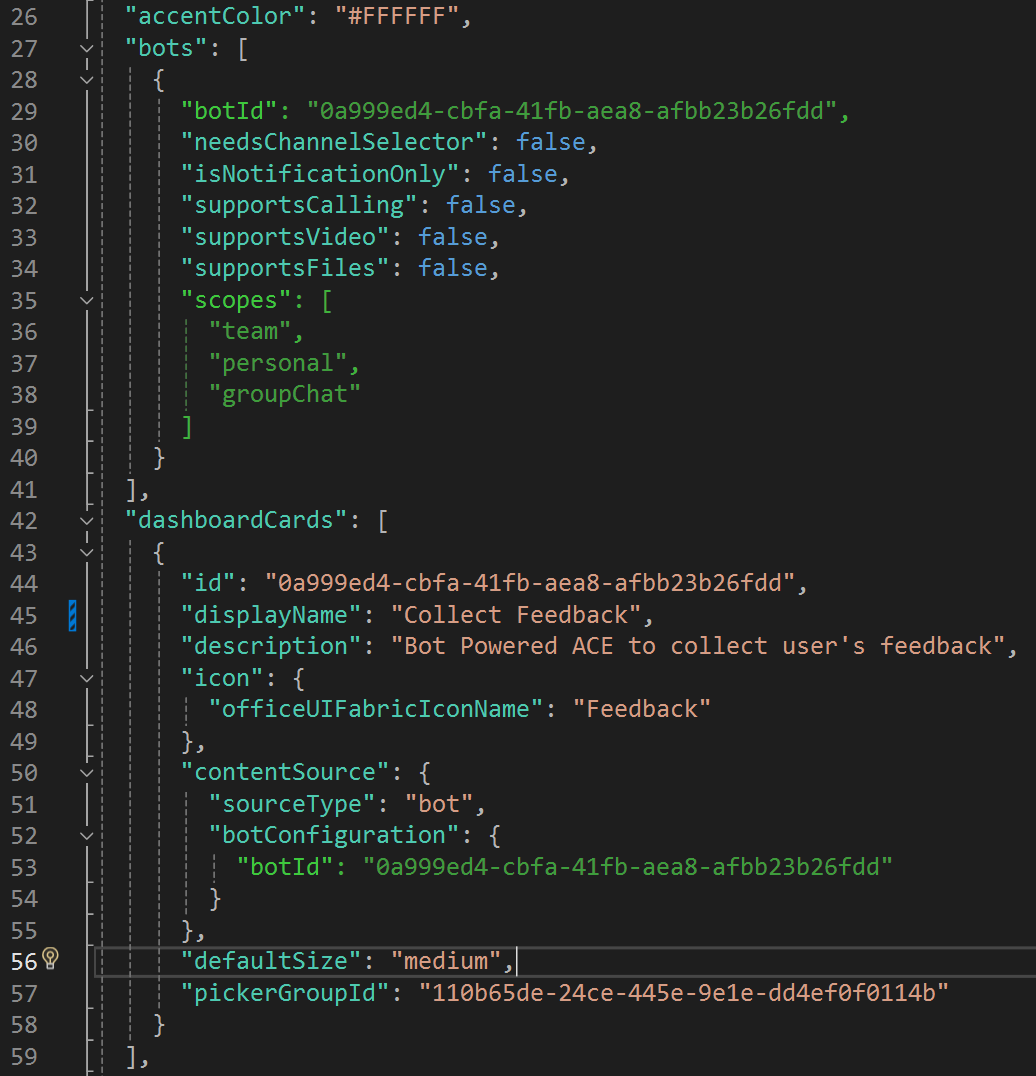 26 "accentColor": "#FFFFFF",
27 "bots": [
28 {
29 "botId": "0a999ed4-cbfa-41fb-aea8-afbb23b26fdd",
30 "needsChannelSelector": false,
31 "isNotificationOnly": false,
32 "supportsCalling": false,
33 "supportsVideo": false,
34 "supportsFiles": false,
35 "scopes": [
36 "team",
37 "personal",
38 "groupChat"
39 ]
40 }
41 ],
42 "dashboardCards": [
43 {
44 "id": "0a999ed4-cbfa-41fb-aea8-afbb23b26fdd",
45 "displayName": "Collect Feedback",
46 "description": "Bot Powered ACE to collect user's feedback",
47 "icon": {
48 "officeUIFabricIconName": "Feedback"
49 },
50 "contentSource": {
51 "sourceType": "bot",
52 "botConfiguration": {
53 "botId": "0a999ed4-cbfa-41fb-aea8-afbb23b26fdd"
54 }
55 },
56 "defaultSize": "medium",
57 "pickerGroupId": "110b65de-24ce-445e-9e1e-dd4ef0f0114b"
58 }
59 ],